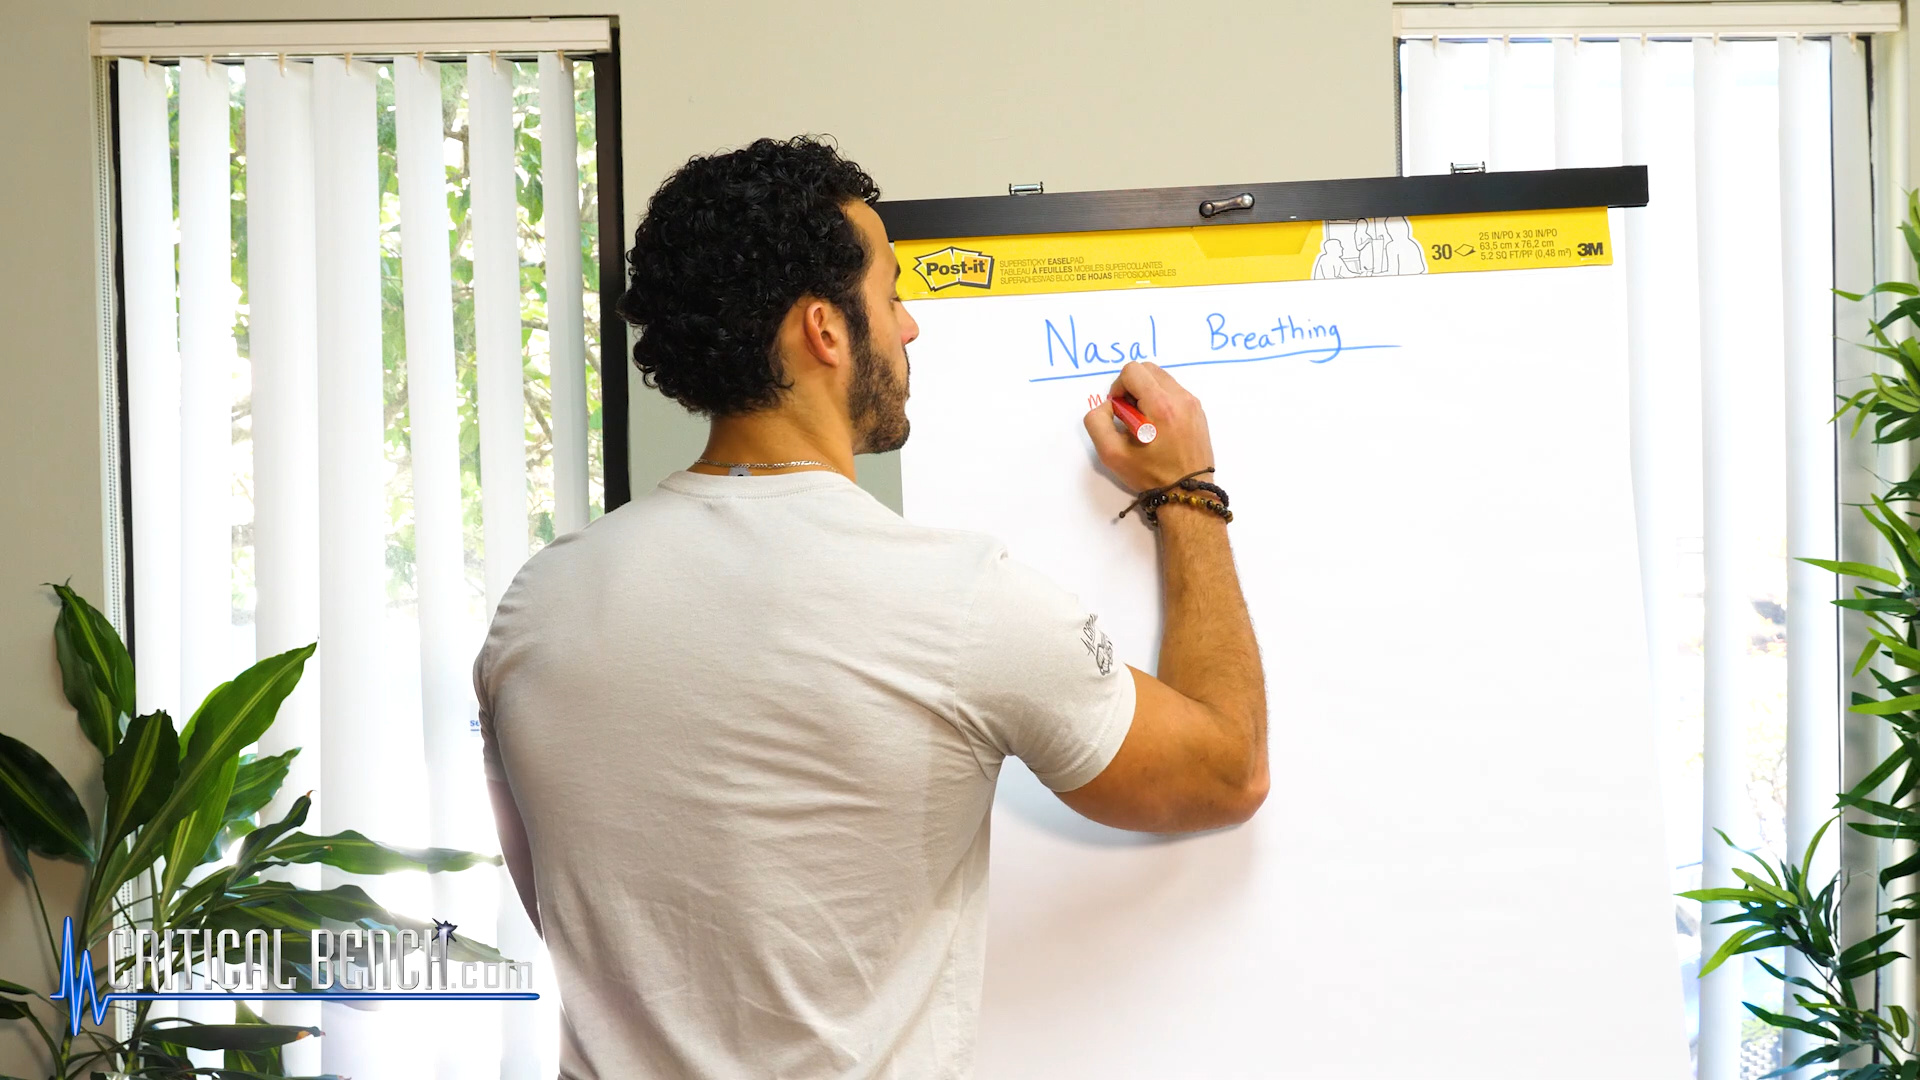 Post-it
SUPERSTICKY EASELPAD
TABLEAU À FEUILLES MOBILES SUPERCOLLANTES
SUPERADHESIVAS BLOC DE HOJAS REPOSICIONABLES
30
25 IN/PO x 30 IN/PO
63,5 cm x 76,2 cm
5.2 SQ FT/PI² (0,48 m²)
3M
Nasal Breathing
CRITICAL BENCH.com